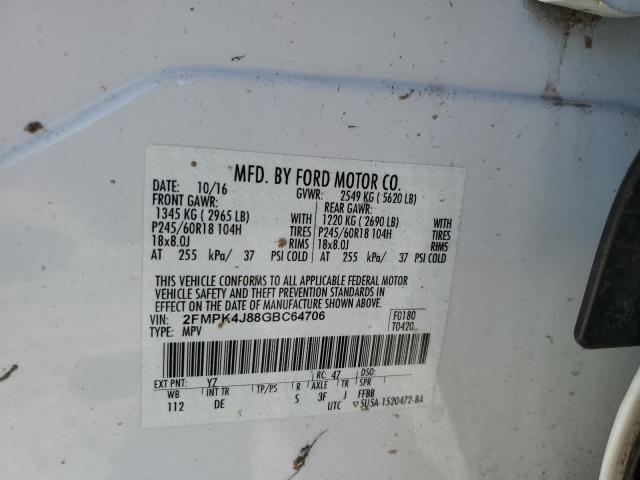 MFD. BY FORD MOTOR CO.
DATE: 10/16 GVWR: 2549 KG ( 5620 LB)
FRONT GAWR: REAR GAWR:
1345 KG ( 2965 LB) WITH 1220 KG ( 2690 LB) WITH
P245/60R18 104H TIRES P245/60R18 104H TIRES
18x8.0J RIMS 18x8.0J RIMS
AT 255 kPa/ 37 PSI COLD AT 255 kPa/ 37 PSI COLD
THIS VEHICLE CONFORMS TO ALL APPLICABLE FEDERAL MOTOR
VEHICLE SAFETY AND THEFT PREVENTION STANDARDS IN
EFFECT ON THE DATE OF MANUFACTURE SHOWN ABOVE.
VIN: 2FMPK4J88GBC64706 F0180
TYPE: MPV T0420
EXT PNT: YZ RC: 47 DSO:
WB INT TR TP/PS R AXLE TR SPR
112 DE S 3F J FFBB
UTC ▽5U5A-1520472-BA